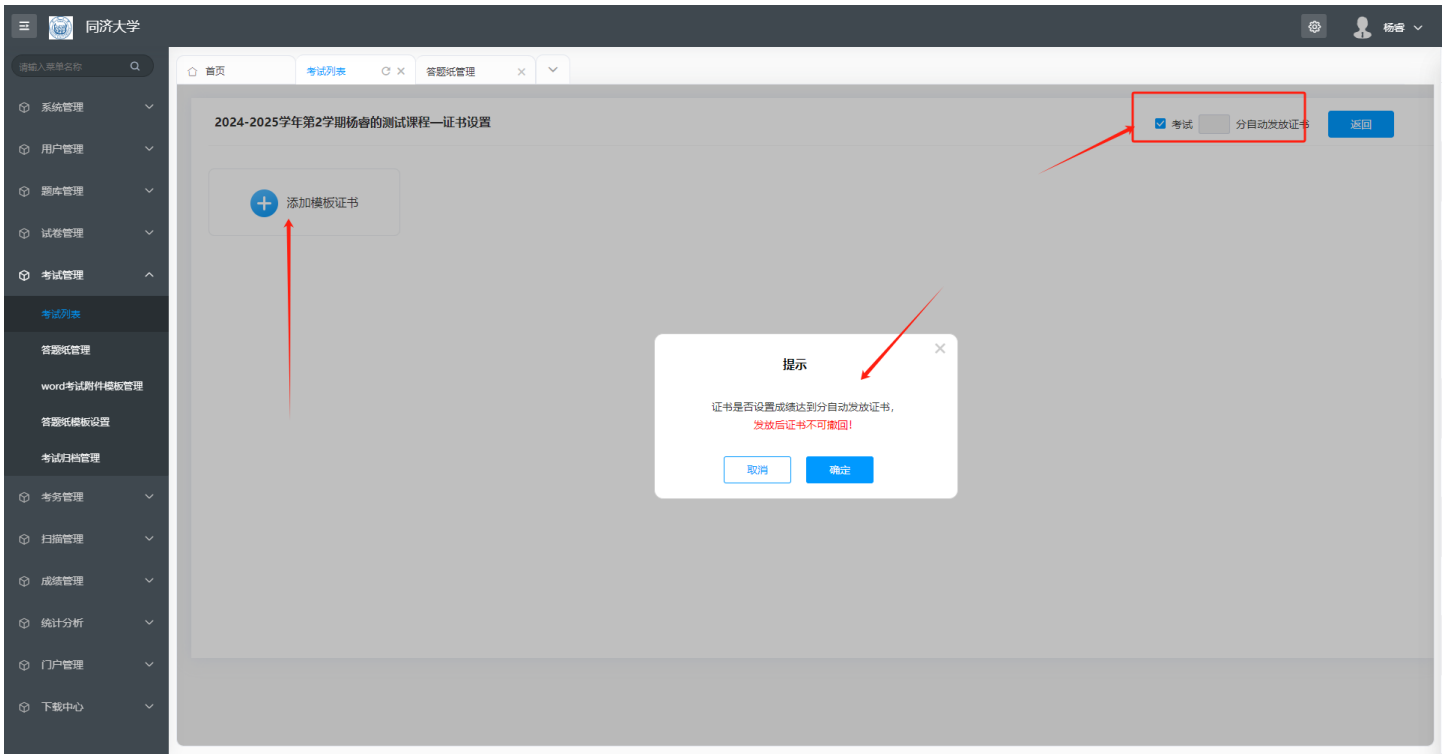 同济大学
杨睿
请输入菜单名称
首页
考试列表
答题纸管理
系统管理
用户管理
题库管理
试卷管理
考试管理
考试列表
答题纸管理
word考试附件模板管理
答题纸模板设置
考试归档管理
考务管理
扫描管理
成绩管理
统计分析
门户管理
下载中心
2024-2025学年第2学期杨睿的测试课程—证书设置
考试 分自动发放证书
返回
添加模板证书
提示
证书是否设置成绩达到分自动发放证书,
发放后证书不可撤回!
取消
确定